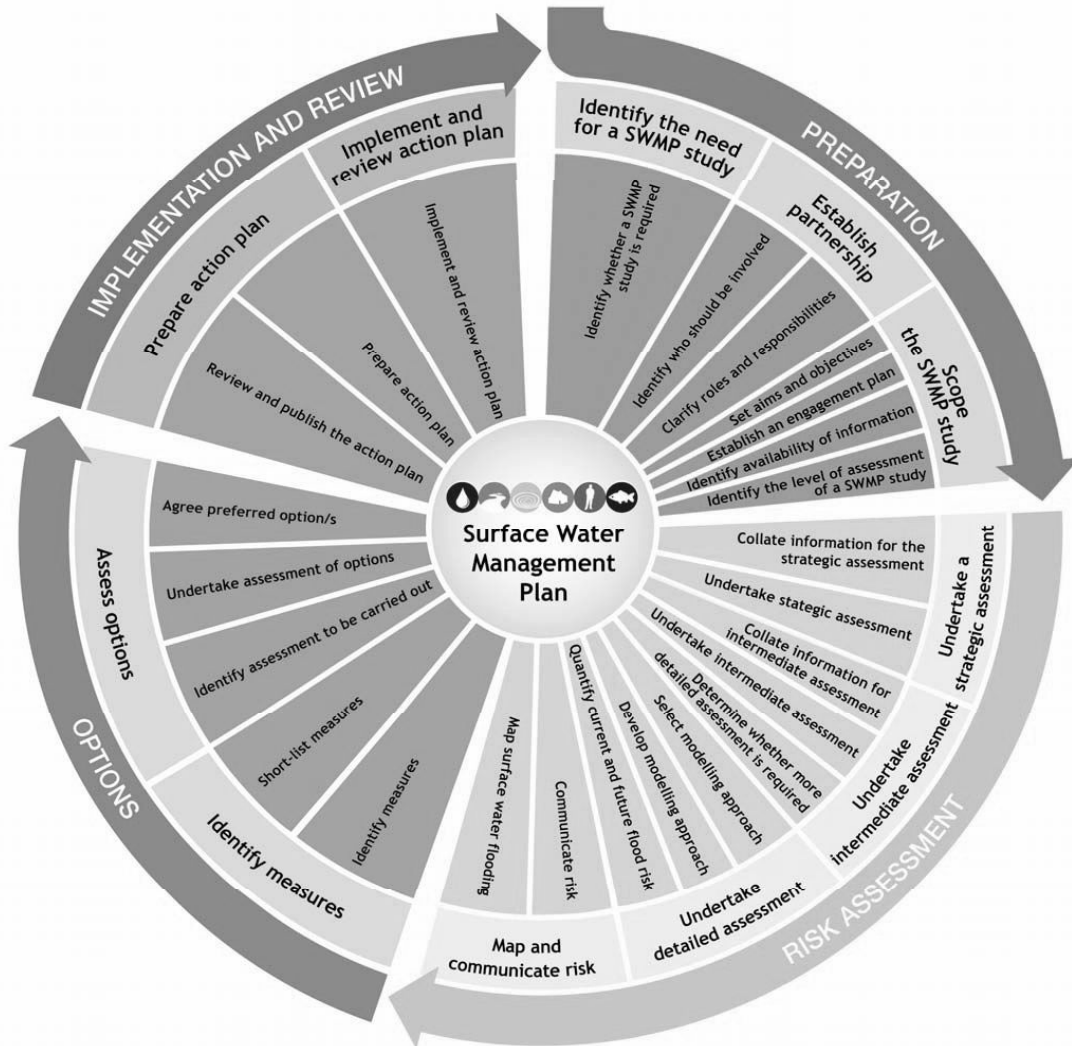 PREPARATION
Identify the need
for a SWMP study
Identify whether a SWMP
study is required
Establish
partnership
Identify who should be involved
Clarify roles and responsibilities
Scope
the SWMP study
Set aims and objectives
Establish an engagement plan
Identify availability of information
Identify the level of assessment
of a SWMP study
RISK ASSESSMENT
Undertake a
strategic assessment
Collate information for the
strategic assessment
Undertake stategic assessment
Undertake
intermediate assessment
Collate information for
intermediate assessment
Undertake intermediate assessment
Determine whether more
detailed assessment is required
Undertake
detailed assessment
Select modelling approach
Develop modelling approach
Quantify current and future flood risk
Map and
communicate risk
Communicate risk
Map surface water flooding
OPTIONS
Identify measures
Identify measures
Short-list measures
Assess options
Identify assessment to be carried out
Undertake assessment of options
Agree preferred option/s
IMPLEMENTATION AND REVIEW
Prepare action plan
Review and publish the action plan
Prepare action plan
Implement and
review action plan
Implement and review action plan
Surface Water
Management
Plan